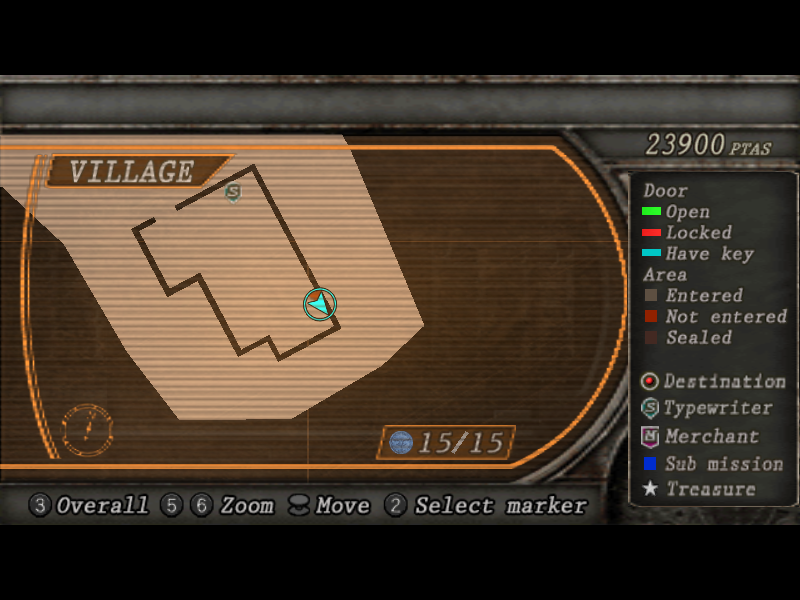 VILLAGE
23900 PTAS
Door
Open
Locked
Have key
Area
Entered
Not entered
Sealed
Destination
S Typewriter
M Merchant
Sub mission
Treasure
S
15/15
3 Overall 5 6 Zoom Move 2 Select marker